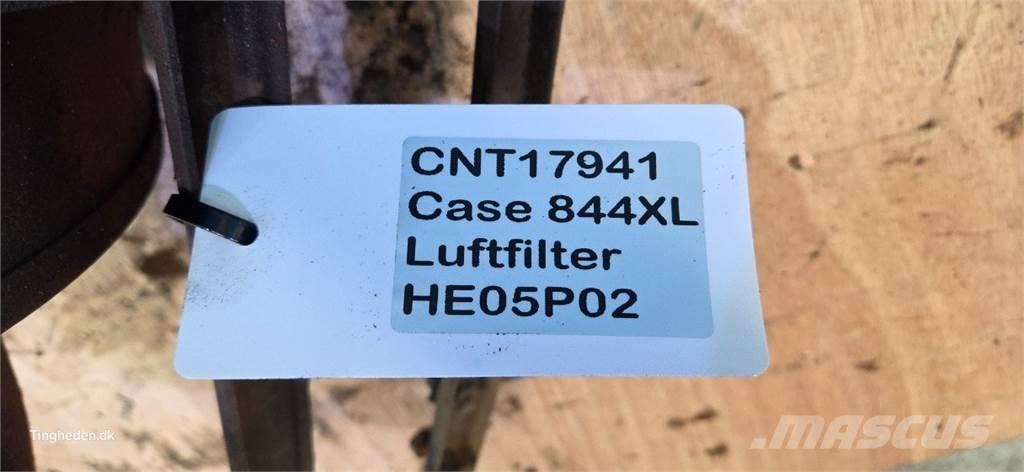 CNT17941
Case 844XL
Luftfilter
HE05P02
Tingheden.dk
MASCUS